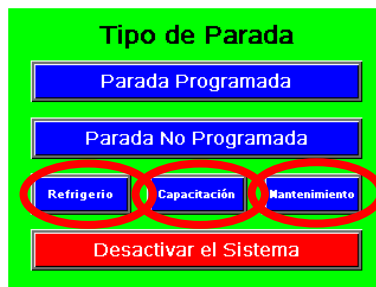 Tipo de Parada
Parada Programada
Parada No Programada
Refrigerio Capacitación Mantenimiento
Desactivar el Sistema